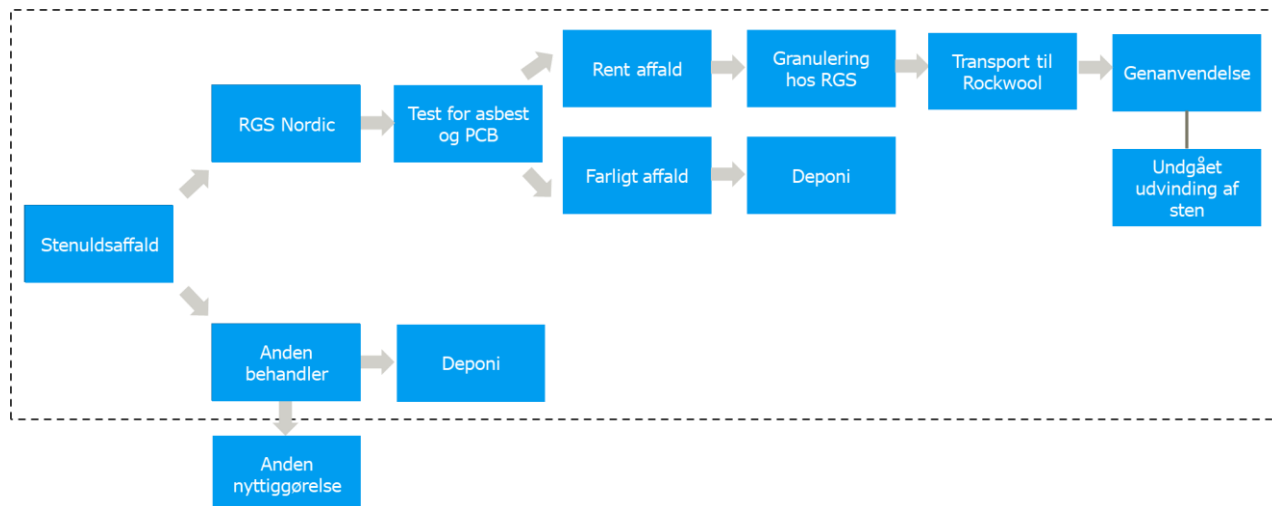 Stenuldsaffald
RGS Nordic
Test for asbest
og PCB
Rent affald
Granulering
hos RGS
Transport til
Rockwool
Genanvendelse
Undgået
udvinding af
sten
Farligt affald
Deponi
Anden
behandler
Deponi
Anden
nyttiggørelse